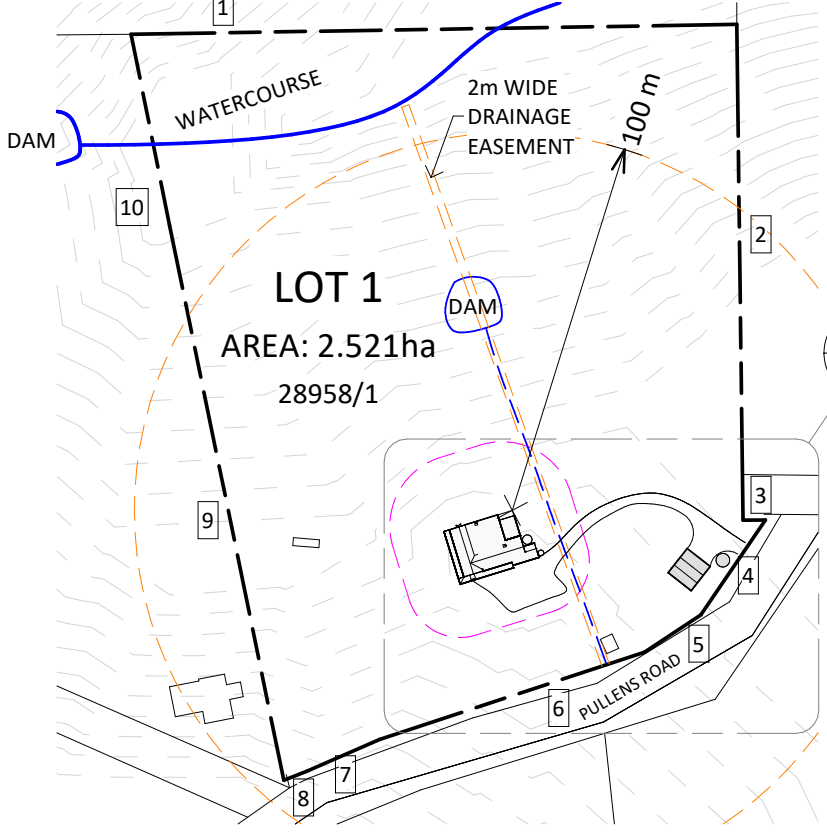 1
WATERCOURSE
2m WIDE
DRAINAGE
EASEMENT
100 m
DAM
10
2
LOT 1
AREA: 2.521ha
28958/1
DAM
3
9
4
5
PULLENS ROAD
6
7
8